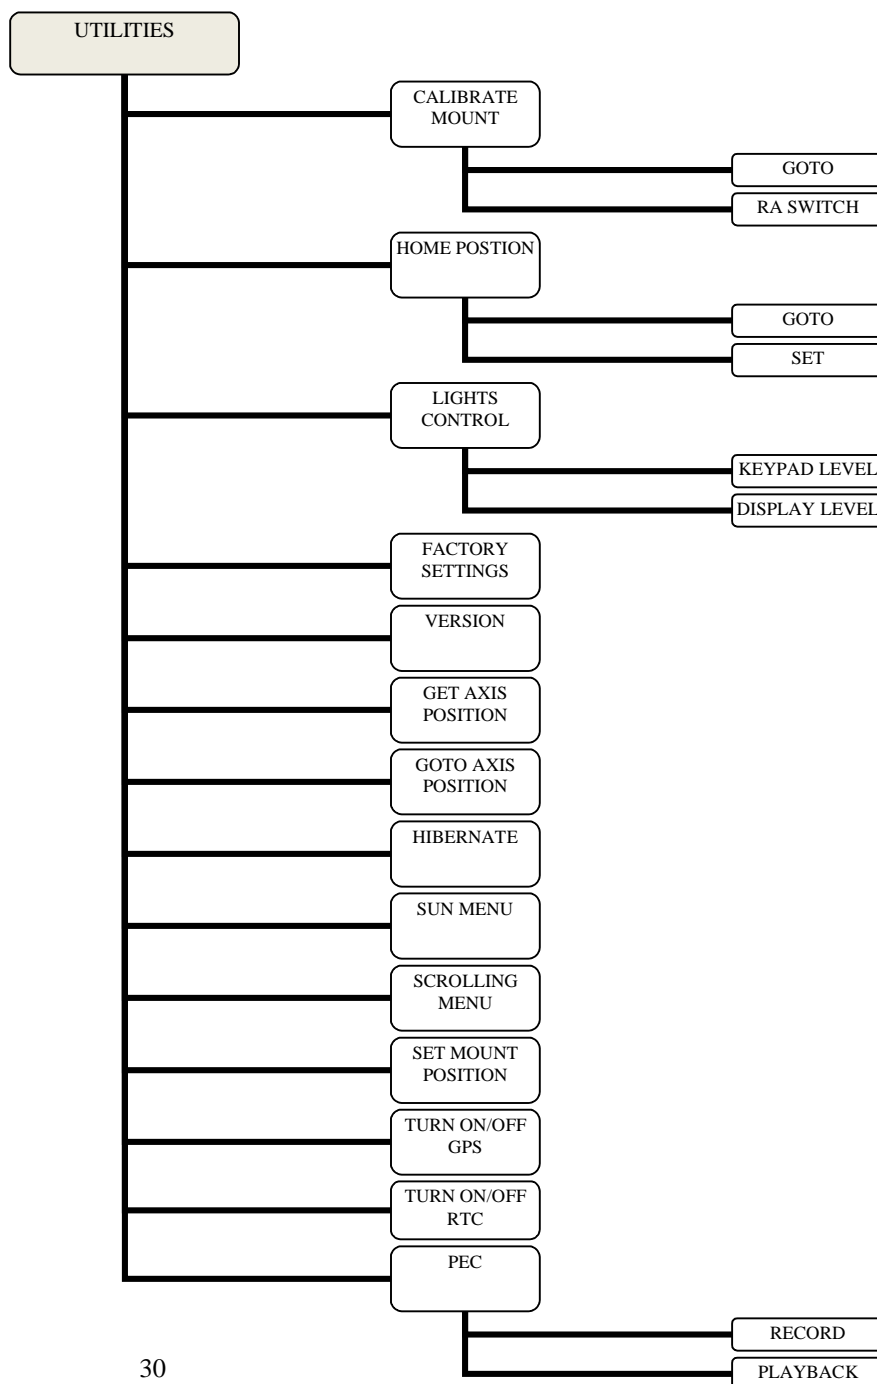 UTILITIES
CALIBRATE
MOUNT
GOTO
RA SWITCH
HOME POSTION
GOTO
SET
LIGHTS
CONTROL
KEYPAD LEVEL
DISPLAY LEVEL
FACTORY
SETTINGS
VERSION
GET AXIS
POSITION
GOTO AXIS
POSITION
HIBERNATE
SUN MENU
SCROLLING
MENU
SET MOUNT
POSITION
TURN ON/OFF
GPS
TURN ON/OFF
RTC
PEC
RECORD
PLAYBACK
30